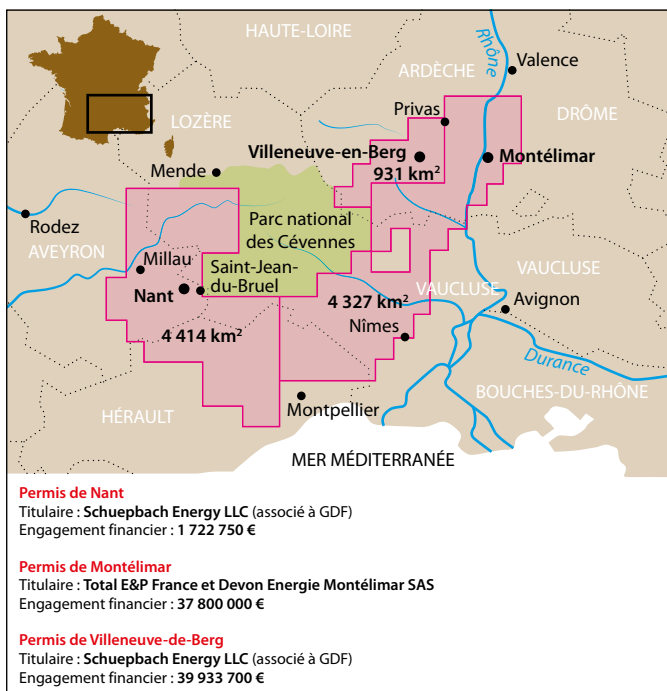 HAUTE-LOIRE
Rhône
Valence
ARDÈCHE
Privas
DRÔME
LOZÈRE
Villeneuve-en-Berg
931 km²
Montélimar
Mende
Parc national
des Cévennes
Rodez
AVEYRON
Millau
Saint-Jean-
du-Bruel
Nant
VAUCLUSE
VAUCLUSE
4 327 km²
Avignon
Nîmes
4 414 km²
Durance
BOUCHES-DU-RHÔNE
HÉRAULT
Montpellier
MER MÉDITERRANÉE
Permis de Nant
Titulaire : Schuepbach Energy LLC (associé à GDF)
Engagement financier : 1 722 750 €
Permis de Montélimar
Titulaire : Total E&P France et Devon Energie Montélimar SAS
Engagement financier : 37 800 000 €
Permis de Villeneuve-de-Berg
Titulaire : Schuepbach Energy LLC (associé à GDF)
Engagement financier : 39 933 700 €